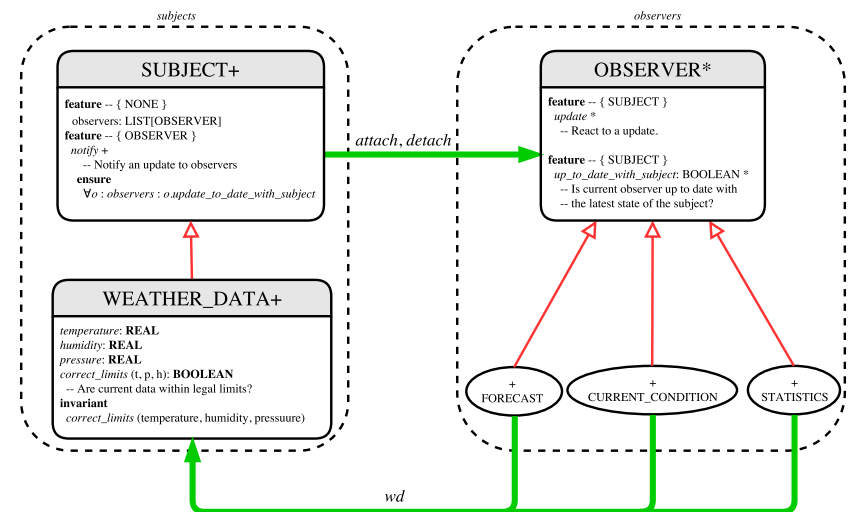 subjects
SUBJECT+
feature -- { NONE }
observers: LIST[OBSERVER]
feature -- { OBSERVER }
notify +
-- Notify an update to observers
ensure
∀o : observers : o.update_to_date_with_subject
WEATHER_DATA+
temperature: REAL
humidity: REAL
pressure: REAL
correct_limits (t, p, h): BOOLEAN
-- Are current data within legal limits?
invariant
correct_limits (temperature, humidity, pressuure)
attach, detach
observers
OBSERVER*
feature -- { SUBJECT }
update *
-- React to a update.
feature -- { SUBJECT }
up_to_date_with_subject: BOOLEAN *
-- Is current observer up to date with
-- the latest state of the subject?
+
FORECAST
+
CURRENT_CONDITION
+
STATISTICS
wd